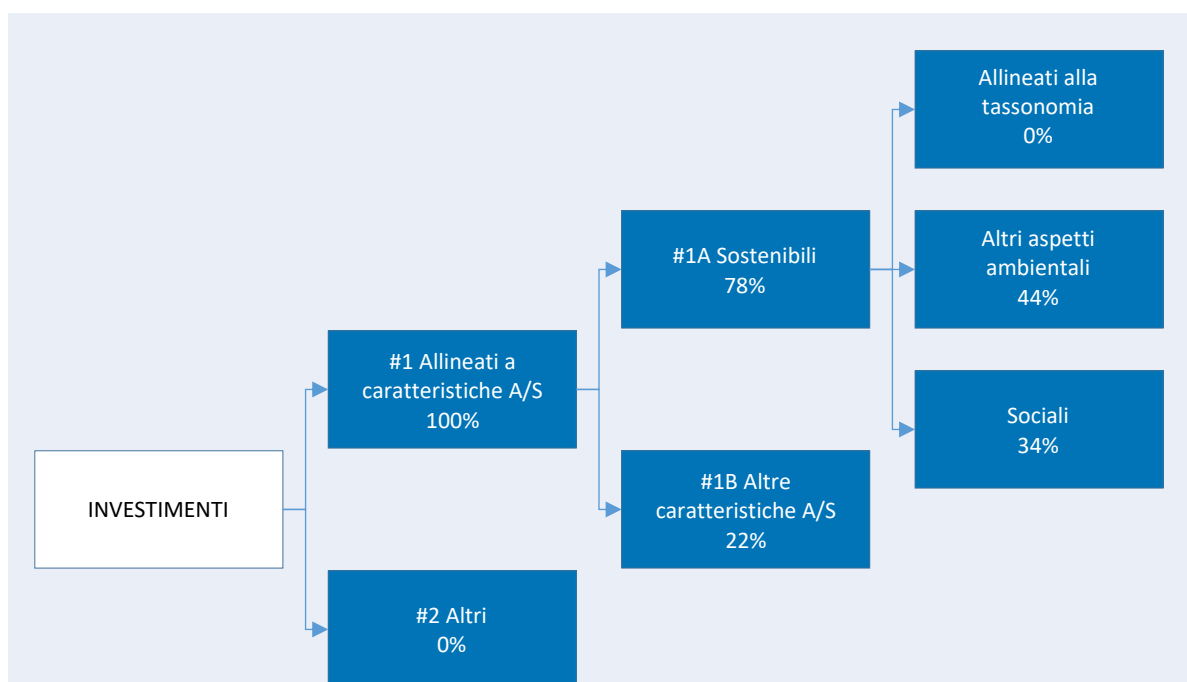 INVESTIMENTI
#1 Allineati a
caratteristiche A/S
100%
#2 Altri
0%
#1A Sostenibili
78%
#1B Altre
caratteristiche A/S
22%
Allineati alla
tassonomia
0%
Altri aspetti
ambientali
44%
Sociali
34%